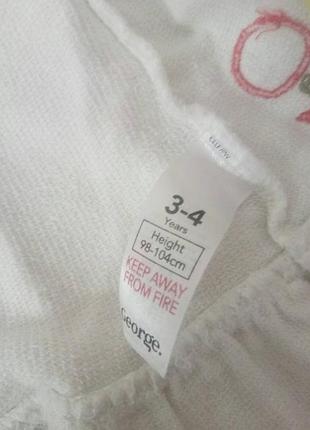 3-4
Years
Height
98-104cm
KEEP AWAY
FROM FIRE
George.